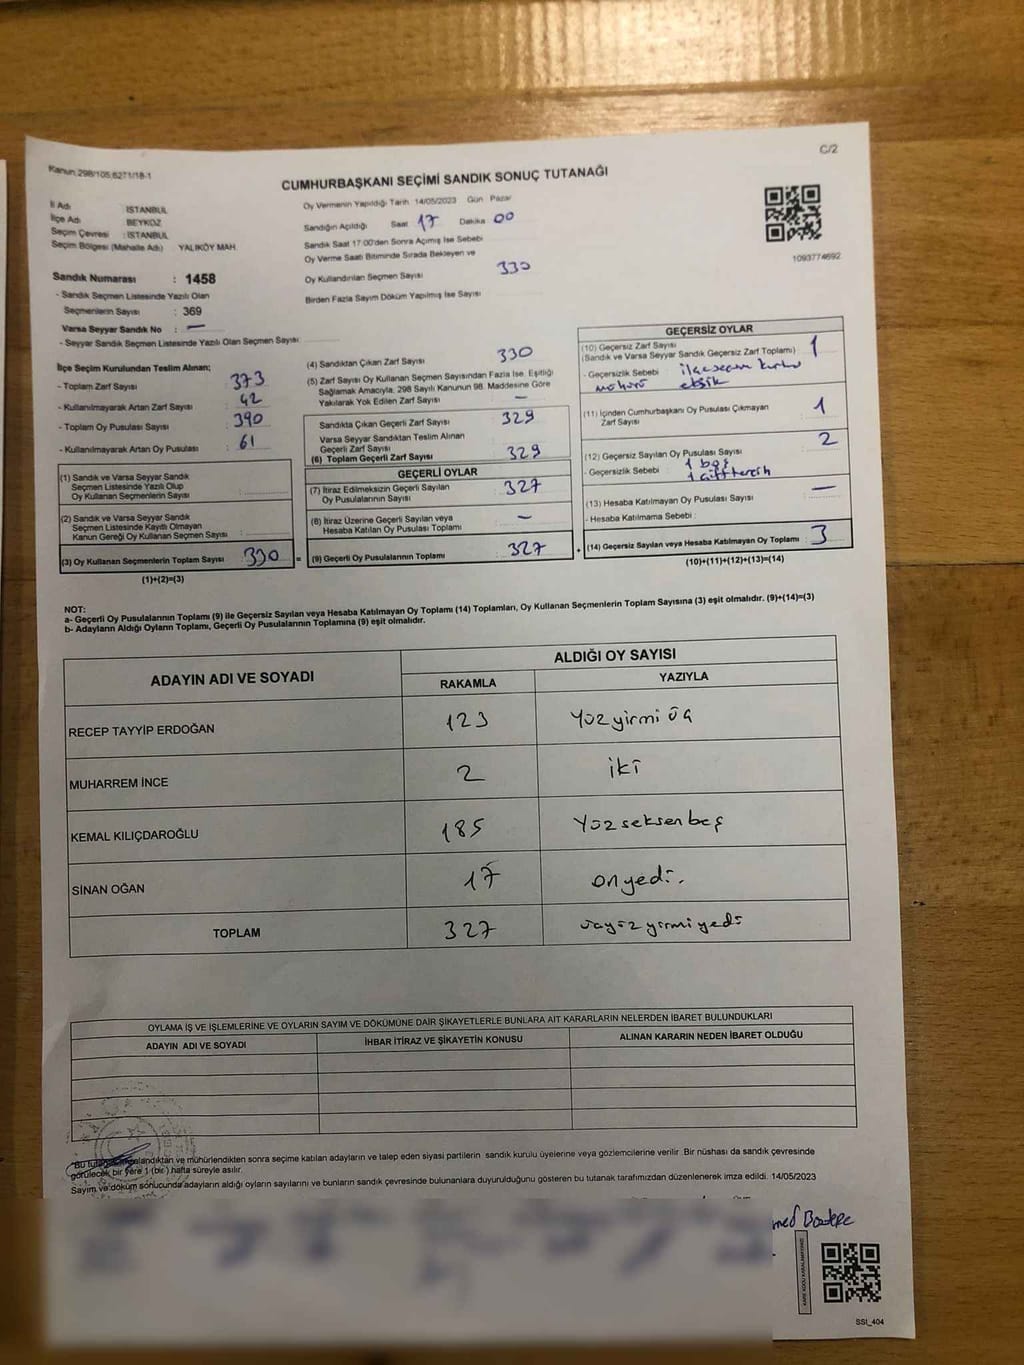 C/2
Kanun:298/105;6271/18-1
CUMHURBAŞKANI SEÇİMİ SANDIK SONUÇ TUTANAĞI
İl Adı : İSTANBUL
İlçe Adı : BEYKOZ
Seçim Çevresi : İSTANBUL
Seçim Bölgesi (Mahalle Adı) YALIKÖY MAH.
Oy Vermenin Yapıldığı Tarih 14/05/2023 Gün Pazar
Sandığın Açıldığı Saat 17 Dakika 00
Sandık Saat 17:00'den Sonra Açımış İse Sebebi
Oy Verme Saati Bitiminde Sırada Bekleyen ve
Oy Kullandırılan Seçmen Sayısı 330
Birden Fazla Sayım Döküm Yapılmış İse Sayısı
1093774692
Sandık Numarası : 1458
- Sandık Seçmen Listesinde Yazılı Olan
Seçmenlerin Sayısı : 369
Varsa Seyyar Sandık No : —
- Seyyar Sandık Seçmen Listesinde Yazılı Olan Seçmen Sayısı :
İlçe Seçim Kurulundan Teslim Alınan;
- Toplam Zarf Sayısı 373
- Kullanılmayarak Artan Zarf Sayısı : 42
- Toplam Oy Pusulası Sayısı : 390
- Kullanılmayarak Artan Oy Pusulası : 61
(1) Sandık ve Varsa Seyyar Sandık
Seçmen Listesinde Yazılı Olup
Oy Kullanan Seçmenlerin Sayısı :
(2) Sandık ve Varsa Seyyar Sandık
Seçmen Listesinde Kayıtlı Olmayan
Kanun Gereği Oy Kullanan Seçmen Sayısı :
(3) Oy Kullanan Seçmenlerin Toplam Sayısı 330
(1)+(2)=(3)
(4) Sandıktan Çıkan Zarf Sayısı : 330
(5) Zarf Sayısı Oy Kullanan Seçmen Sayısından Fazla İse, Eşitliği
Sağlamak Amacıyla, 298 Sayılı Kanunun 98. Maddesine Göre
Yakılarak Yok Edilen Zarf Sayısı : —
Sandıkta Çıkan Geçerli Zarf Sayısı : 329
Varsa Seyyar Sandıktan Teslim Alınan
Geçerli Zarf Sayısı
(6) Toplam Geçerli Zarf Sayısı : 329
GEÇERLİ OYLAR
(7) İtiraz Edilmeksizin Geçerli Sayılan
Oy Pusulalarının Sayısı : 327
(8) İtiraz Üzerine Geçerli Sayılan veya
Hesaba Katılan Oy Pusulası Toplamı : —
= (9) Geçerli Oy Pusulalarının Toplamı : 327
GEÇERSİZ OYLAR
(10) Geçersiz Zarf Sayısı
(Sandık ve Varsa Seyyar Sandık Geçersiz Zarf Toplamı) : 1
- Geçersizlik Sebebi : ilçe seçim kurulu
mührü eksik
(11) İçinden Cumhurbaşkanı Oy Pusulası Çıkmayan
Zarf Sayısı : 1
(12) Geçersiz Sayılan Oy Pusulası Sayısı : 2
- Geçersizlik Sebebi : 1 boş
1 çift tercih
(13) Hesaba Katılmayan Oy Pusulası Sayısı : —
- Hesaba Katılmama Sebebi :
+ (14) Geçersiz Sayılan veya Hesaba Katılmayan Oy Toplamı : 3
(10)+(11)+(12)+(13)=(14)
NOT:
a- Geçerli Oy Pusulalarının Toplamı (9) ile Geçersiz Sayılan veya Hesaba Katılmayan Oy Toplamı (14) Toplamları, Oy Kullanan Seçmenlerin Toplam Sayısına (3) eşit olmalıdır. (9)+(14)=(3)
b- Adayların Aldığı Oyların Toplamı, Geçerli Oy Pusulalarının Toplamına (9) eşit olmalıdır.
ADAYIN ADI VE SOYADI
ALDIĞI OY SAYISI
RAKAMLA YAZIYLA
RECEP TAYYİP ERDOĞAN 123 Yüzyirmi üç
MUHARREM İNCE 2 iki
KEMAL KILIÇDAROĞLU 185 Yüzseksenbeş
SİNAN OĞAN 17 onyedi.
TOPLAM 327 üçyüzyirmiyedi
OYLAMA İŞ VE İŞLEMLERİNE VE OYLARIN SAYIM VE DÖKÜMÜNE DAİR ŞİKAYETLERLE BUNLARA AİT KARARLARIN NELERDEN İBARET BULUNDUKLARI
ADAYIN ADI VE SOYADI İHBAR İTİRAZ VE ŞİKAYETİN KONUSU ALINAN KARARIN NEDEN İBARET OLDUĞU
"Bu ve mühürlendikten sonra seçime katılan adayların ve talep eden siyasi partilerin sandık kurulu üyelerine veya gözlemcilerine verilir. Bir nüshası da sandık çevresinde
görülecek bir yere 1 (bir) hafta süreyle asılır.
Sayım ve döküm sonucunda adayların aldığı oyların sayılarını ve bunların sandık çevresinde bulunanlara duyurulduğunu gösteren bu tutanak tarafımızdan düzenlenerek imza edildi. 14/05/2023
SSI_404